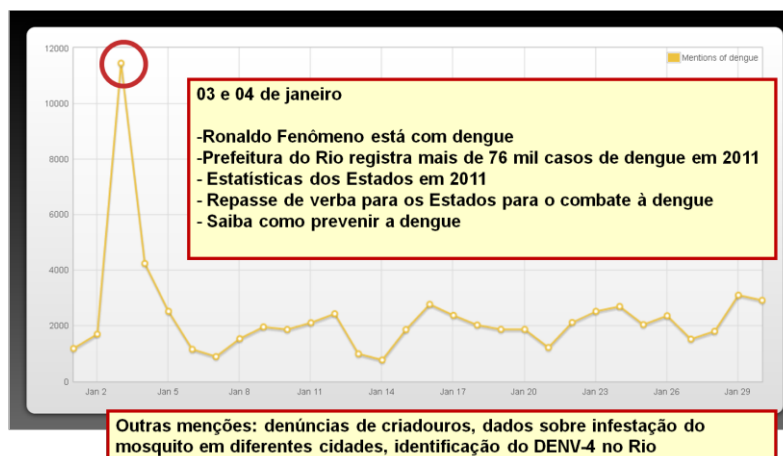 12000
Mentions of dengue
10000
8000
6000
4000
2000
0
03 e 04 de janeiro
-Ronaldo Fenômeno está com dengue
-Prefeitura do Rio registra mais de 76 mil casos de dengue em 2011
- Estatísticas dos Estados em 2011
- Repasse de verba para os Estados para o combate à dengue
- Saiba como prevenir a dengue
Jan 2 Jan 5 Jan 8 Jan 11 Jan 14 Jan 17 Jan 20 Jan 23 Jan 26 Jan 29
Outras menções: denúncias de criadouros, dados sobre infestação do
mosquito em diferentes cidades, identificação do DENV-4 no Rio